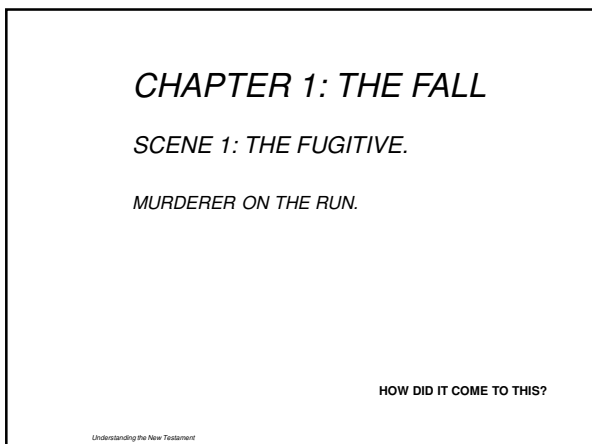 CHAPTER 1: THE FALL
SCENE 1: THE FUGITIVE.
MURDERER ON THE RUN.
HOW DID IT COME TO THIS?
Understanding the New Testament